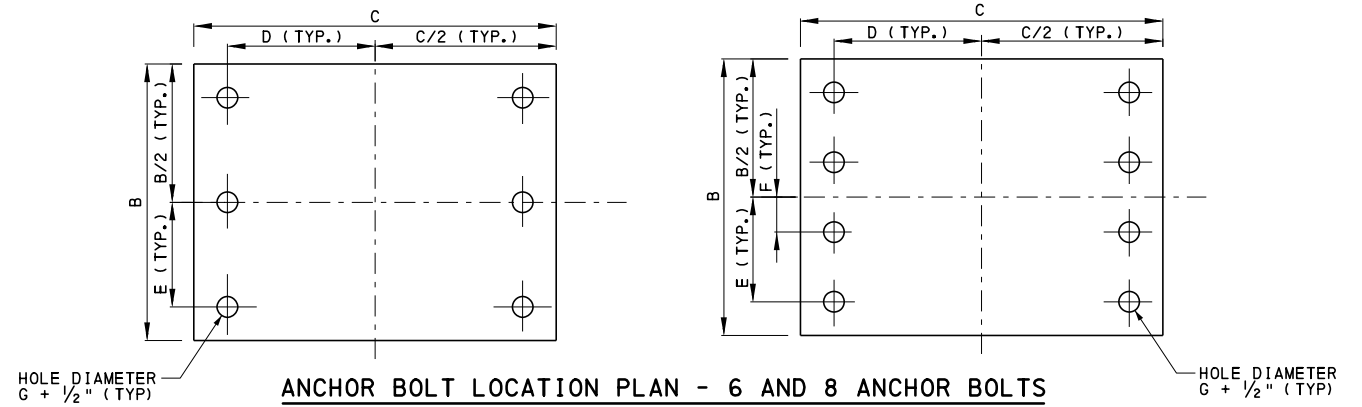 C
D (TYP.)
C/2 (TYP.)
B
B/2 (TYP.)
E (TYP.)
HOLE DIAMETER
G + 1/2" (TYP)
C
D (TYP.)
C/2 (TYP.)
B
B/2 (TYP.)
F (TYP.)
E (TYP.)
HOLE DIAMETER
G + 1/2" (TYP)
ANCHOR BOLT LOCATION PLAN - 6 AND 8 ANCHOR BOLTS